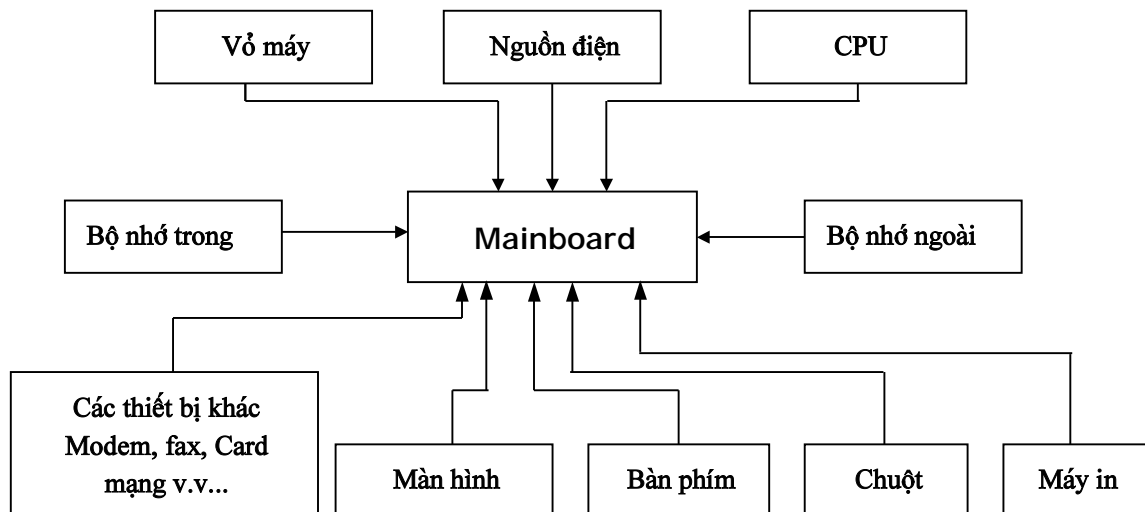 Vỏ máy
Nguồn điện
CPU
Bộ nhớ trong
Mainboard
Bộ nhớ ngoài
Các thiết bị khác
Modem, fax, Card
mạng v.v...
Màn hình
Bàn phím
Chuột
Máy in